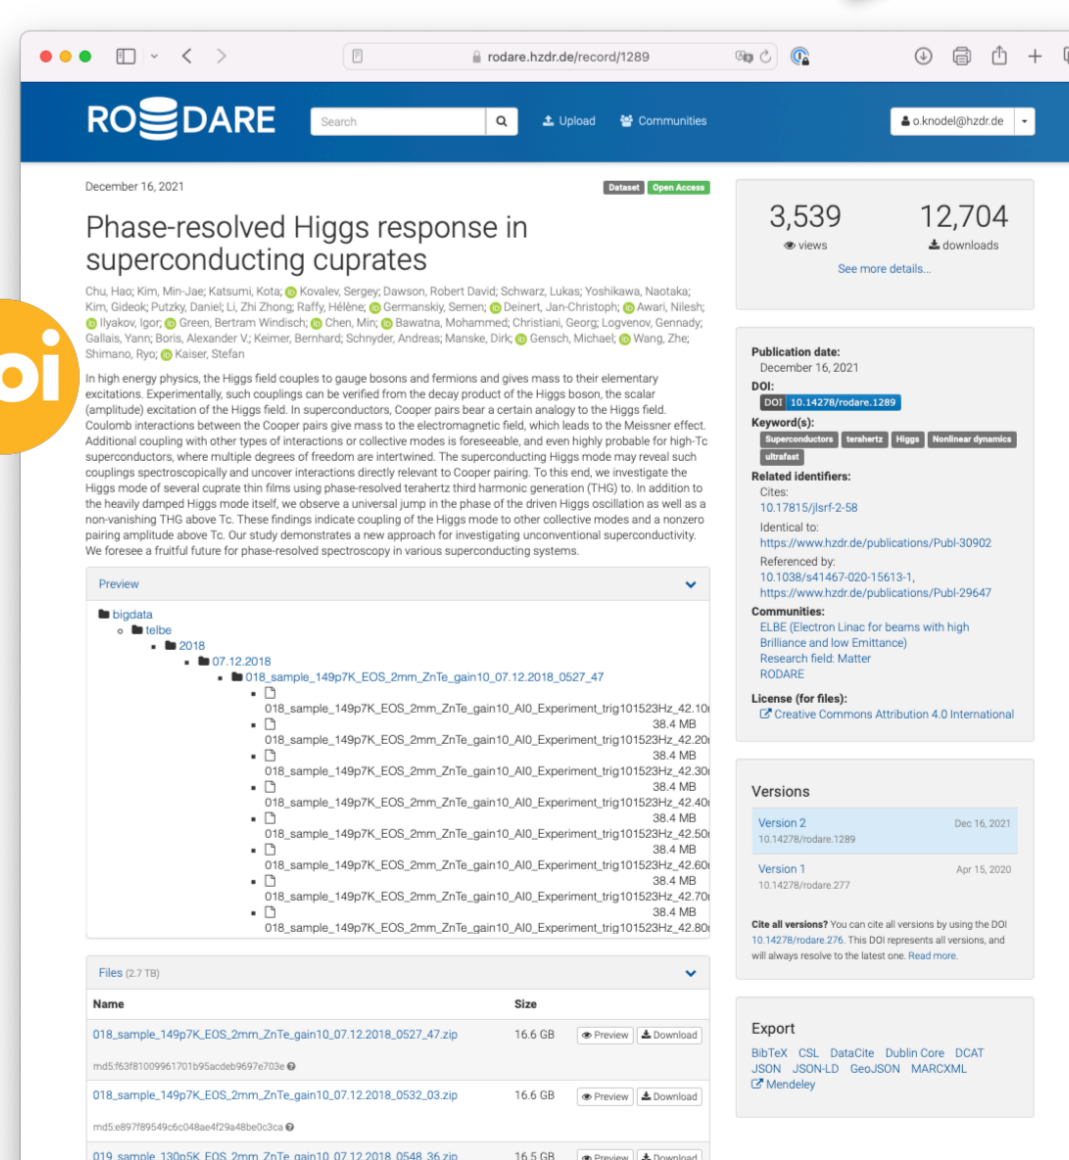 rodare.hzdr.de/record/1289
RODARE
Search
Upload
Communities
o.knodel@hzdr.de
December 16, 2021
Dataset
Open Access
Phase-resolved Higgs response in
superconducting cuprates
Chu, Hao; Kim, Min-Jae; Katsumi, Kota; Kovalev, Sergey; Dawson, Robert David; Schwarz, Lukas; Yoshikawa, Naotaka;
Kim, Gideok; Putzky, Daniel; Li, Zhi Zhong; Raffy, Hélène; Germanskiy, Semen; Deinert, Jan-Christoph; Awari, Nilesh;
Ilyakov, Igor; Green, Bertram Windisch; Chen, Min; Bawatna, Mohammed; Christiani, Georg; Logvenov, Gennady;
Gallais, Yann; Boris, Alexander V.; Keimer, Bernhard; Schnyder, Andreas; Manske, Dirk; Gensch, Michael; Wang, Zhe;
Shimano, Ryo; Kaiser, Stefan
oi
In high energy physics, the Higgs field couples to gauge bosons and fermions and gives mass to their elementary
excitations. Experimentally, such couplings can be verified from the decay product of the Higgs boson, the scalar
(amplitude) excitation of the Higgs field. In superconductors, Cooper pairs bear a certain analogy to the Higgs field.
Coulomb interactions between the Cooper pairs give mass to the electromagnetic field, which leads to the Meissner effect.
Additional coupling with other types of interactions or collective modes is foreseeable, and even highly probable for high-Tc
superconductors, where multiple degrees of freedom are intertwined. The superconducting Higgs mode may reveal such
couplings spectroscopically and uncover interactions directly relevant to Cooper pairing. To this end, we investigate the
Higgs mode of several cuprate thin films using phase-resolved terahertz third harmonic generation (THG) to. In addition to
the heavily damped Higgs mode itself, we observe a universal jump in the phase of the driven Higgs oscillation as well as a
non-vanishing THG above Tc. These findings indicate coupling of the Higgs mode to other collective modes and a nonzero
pairing amplitude above Tc. Our study demonstrates a new approach for investigating unconventional superconductivity.
We foresee a fruitful future for phase-resolved spectroscopy in various superconducting systems.
Preview
bigdata
telbe
2018
07.12.2018
018_sample_149p7K_EOS_2mm_ZnTe_gain10_07.12.2018_0527_47
018_sample_149p7K_EOS_2mm_ZnTe_gain10_AI0_Experiment_trig101523Hz_42.10
38.4 MB
018_sample_149p7K_EOS_2mm_ZnTe_gain10_AI0_Experiment_trig101523Hz_42.20
38.4 MB
018_sample_149p7K_EOS_2mm_ZnTe_gain10_AI0_Experiment_trig101523Hz_42.30
38.4 MB
018_sample_149p7K_EOS_2mm_ZnTe_gain10_AI0_Experiment_trig101523Hz_42.40
38.4 MB
018_sample_149p7K_EOS_2mm_ZnTe_gain10_AI0_Experiment_trig101523Hz_42.50
38.4 MB
018_sample_149p7K_EOS_2mm_ZnTe_gain10_AI0_Experiment_trig101523Hz_42.60
38.4 MB
018_sample_149p7K_EOS_2mm_ZnTe_gain10_AI0_Experiment_trig101523Hz_42.70
38.4 MB
018_sample_149p7K_EOS_2mm_ZnTe_gain10_AI0_Experiment_trig101523Hz_42.80
Files (2.7 TB)
Name Size
018_sample_149p7K_EOS_2mm_ZnTe_gain10_07.12.2018_0527_47.zip 16.6 GB Preview Download
md5:f63f81009961701b95acdeb9697e703e
018_sample_149p7K_EOS_2mm_ZnTe_gain10_07.12.2018_0532_03.zip 16.6 GB Preview Download
md5:e897f89549c6c048ae4f29a48be0c3ca
019_sample_130p5K_EOS_2mm_ZnTe_gain10_07.12.2018_0548_36.zip 16.5 GB Preview Download
3,539
views
12,704
downloads
See more details...
Publication date:
December 16, 2021
DOI:
DOI 10.14278/rodare.1289
Keyword(s):
Superconductors terahertz Higgs Nonlinear dynamics
ultrafast
Related identifiers:
Cites:
10.17815/jlsrf-2-58
Identical to:
https://www.hzdr.de/publications/Publ-30902
Referenced by:
10.1038/s41467-020-15613-1,
https://www.hzdr.de/publications/Publ-29647
Communities:
ELBE (Electron Linac for beams with high
Brilliance and low Emittance)
Research field: Matter
RODARE
License (for files):
Creative Commons Attribution 4.0 International
Versions
Version 2 Dec 16, 2021
10.14278/rodare.1289
Version 1 Apr 15, 2020
10.14278/rodare.277
Cite all versions? You can cite all versions by using the DOI
10.14278/rodare.276. This DOI represents all versions, and
will always resolve to the latest one. Read more.
Export
BibTeX CSL DataCite Dublin Core DCAT
JSON JSON-LD GeoJSON MARCXML
Mendeley